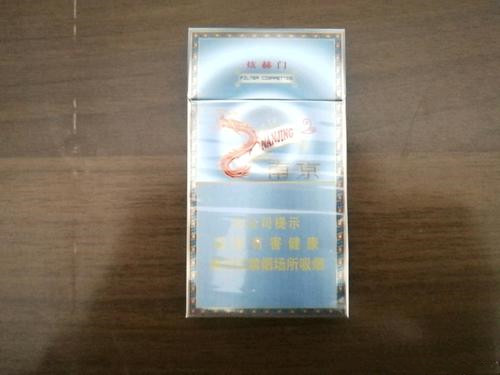 炫赫门
FILTER CIGARETTES
NANJING
南京
本公司提示
吸烟有害健康
请勿在禁烟场所吸烟